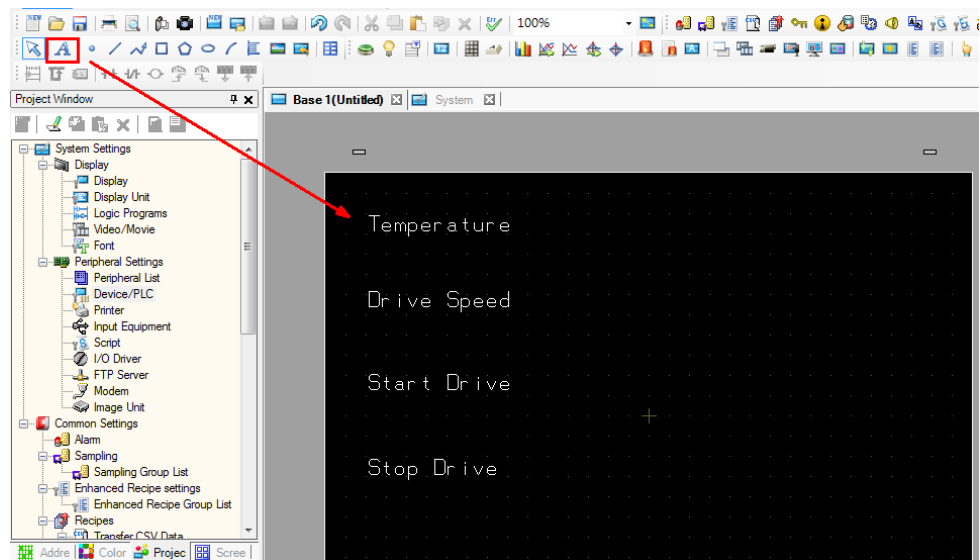 100%
A
Project Window
Base 1(Untitled)
System
System Settings
Display
Display
Display Unit
Logic Programs
Video/Movie
Font
Peripheral Settings
Peripheral List
Device/PLC
Printer
Input Equipment
Script
I/O Driver
FTP Server
Modem
Image Unit
Common Settings
Alarm
Sampling
Sampling Group List
Enhanced Recipe settings
Enhanced Recipe Group List
Recipes
Transfer CSV Data
Addre Color Projec Scree
Temperature
Drive Speed
Start Drive
Stop Drive